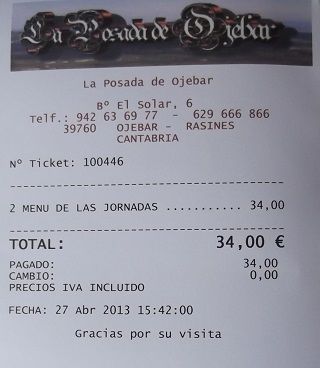 La Posada de Ojebar
La Posada de Ojebar
Bº El Solar, 6
Telf.: 942 63 69 77 - 629 666 866
39760 OJEBAR - RASINES
CANTABRIA
Nº Ticket: 100446
2 MENU DE LAS JORNADAS ........... 34,00
TOTAL: 34,00 €
PAGADO: 34,00
CAMBIO: 0,00
PRECIOS IVA INCLUIDO
FECHA: 27 Abr 2013 15:42:00
Gracias por su visita